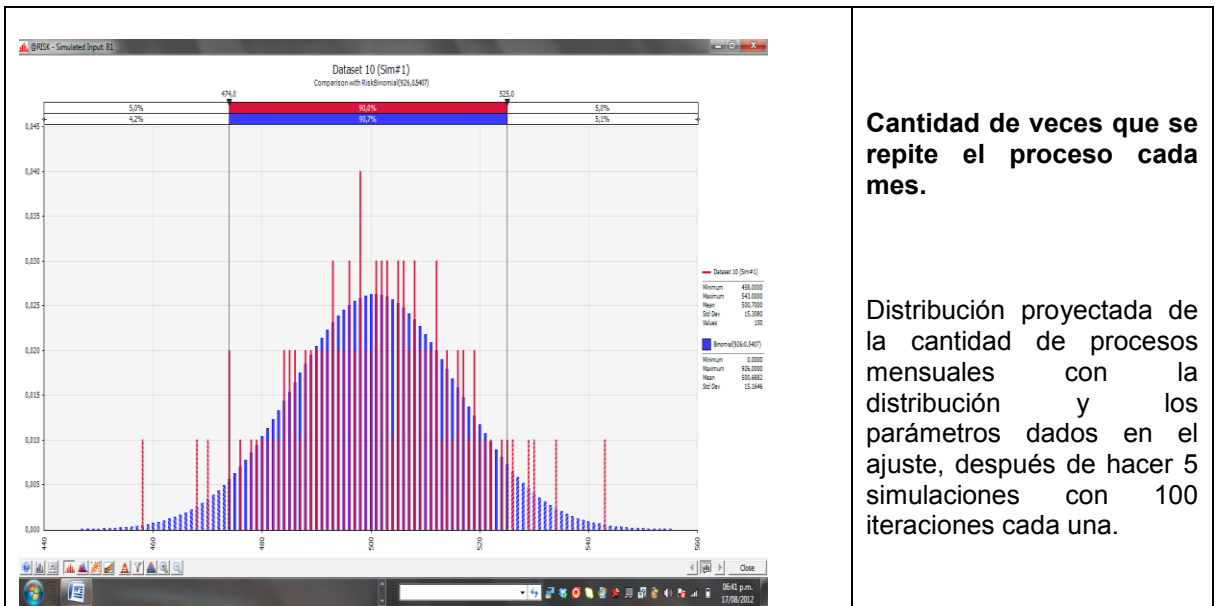 @RISK - Simulated Input: B1
Dataset 10 (Sim#1)
Comparison with RiskBinomial(926,0.5407)
474,0 525,0
5,0% 90,0% 5,0%
4,2% 90,7% 5,1%
0,045
0,040
0,035
0,030
0,025
0,020
0,015
0,010
0,005
0,000
440 460 480 500 520 540 560
Dataset 10 (Sim#1)
Minimum 458,0000
Maximum 543,0000
Mean 500,7000
Std Dev 15,3080
Values 100
Binomial(926;0,5407)
Minimum 0,0000
Maximum 926,0000
Mean 500,6882
Std Dev 15,1646
Close
06:41 p.m.
17/08/2012
Cantidad de veces que se
repite el proceso cada
mes.
Distribución proyectada de
la cantidad de procesos
mensuales con la
distribución y los
parámetros dados en el
ajuste, después de hacer 5
simulaciones con 100
iteraciones cada una.